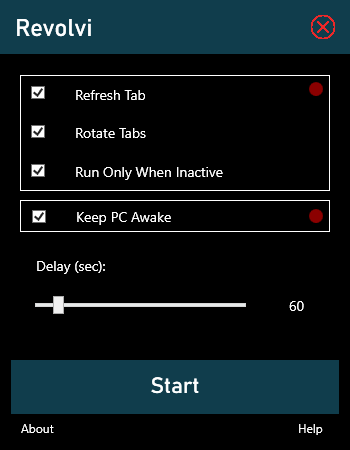 Revolvi
Refresh Tab
Rotate Tabs
Run Only When Inactive
Keep PC Awake
Delay (sec):
60
Start
About
Help